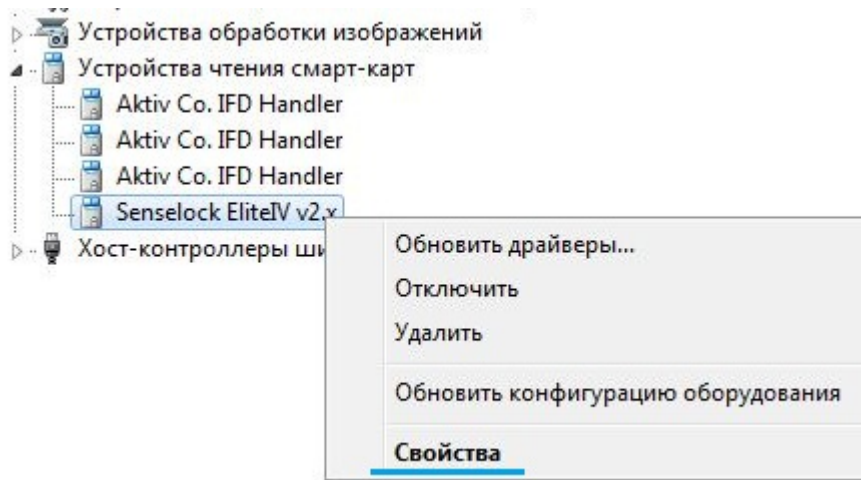 Устройства обработки изображений
Устройства чтения смарт-карт
Aktiv Co. IFD Handler
Aktiv Co. IFD Handler
Aktiv Co. IFD Handler
Senselock EliteIV v2.x
Хост-контроллеры ши
Обновить драйверы...
Отключить
Удалить
Обновить конфигурацию оборудования
Свойства